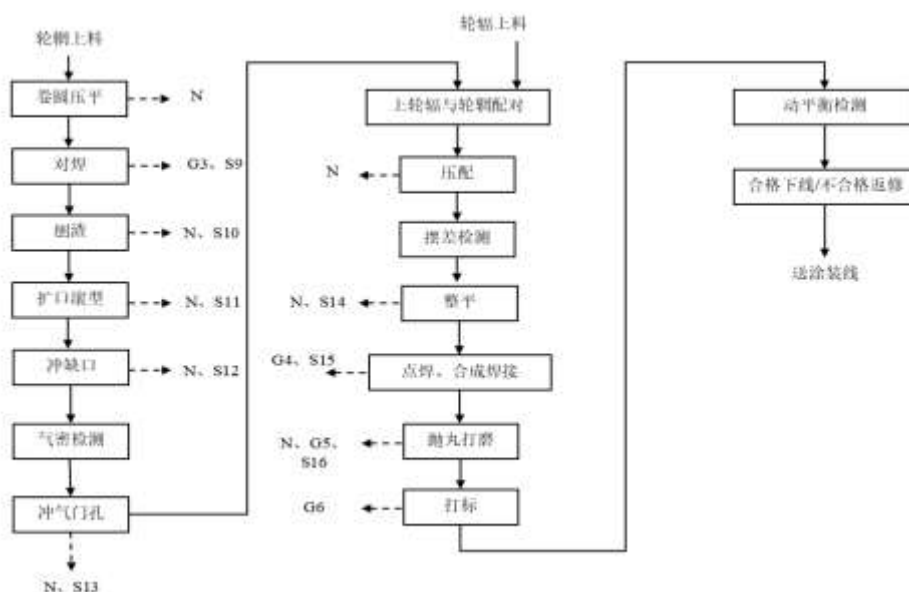 轮辋上料
卷圆压平
N
对焊
G3、S9
刨渣
N、S10
扩口滚型
N、S11
冲缺口
N、S12
气密检测
冲气门孔
N、S13
轮辐上料
上轮辐与轮辋配对
压配
N
摆差检测
整平
N、S14
点焊、合成焊接
G4、S15
抛丸打磨
N、G5、
S16
打标
G6
动平衡检测
合格下线/不合格返修
送涂装线